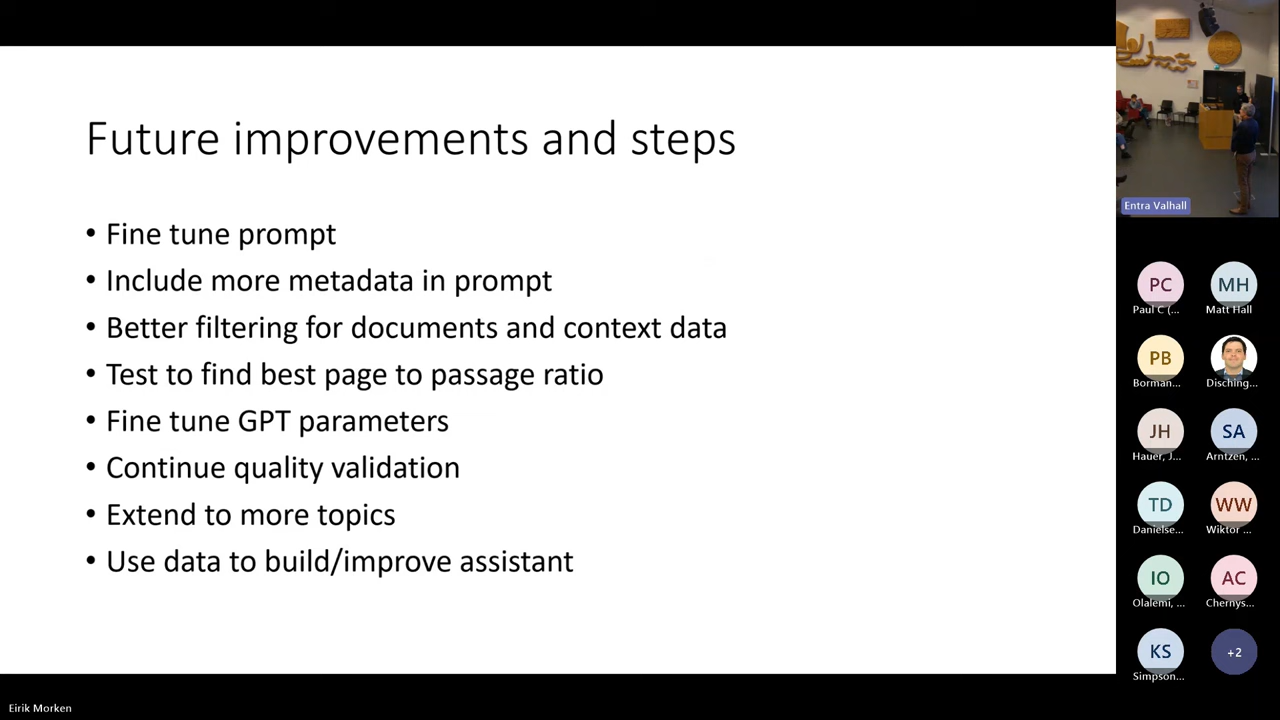 Future improvements and steps
• Fine tune prompt
• Include more metadata in prompt
• Better filtering for documents and context data
• Test to find best page to passage ratio
• Fine tune GPT parameters
• Continue quality validation
• Extend to more topics
• Use data to build/improve assistant
Entra Valhall
PC MH
Paul C (... Matt Hall
PB
Borman... Disching...
JH SA
Hauer, J... Arntzen, ...
TD WW
Danielse... Wiktor ...
IO AC
Olalemi, ... Chernys...
KS +2
Simpson...
Eirik Morken